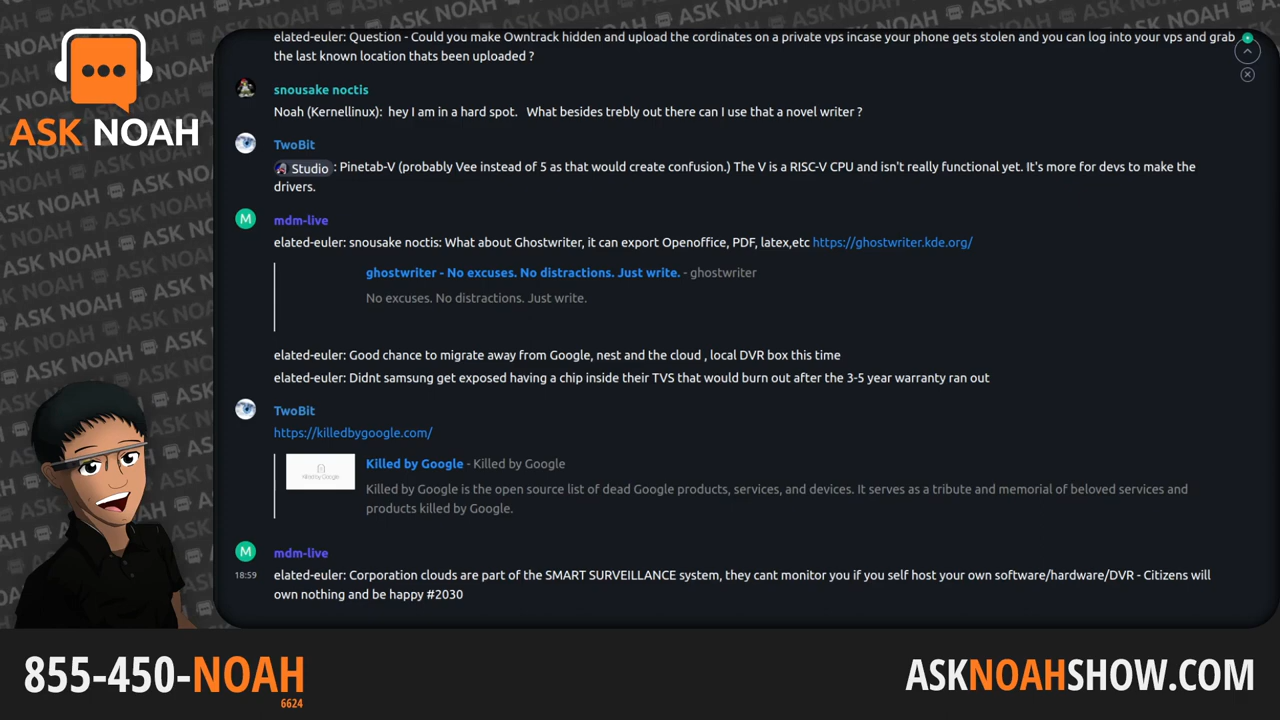 ASK NOAH
elated-euler: Question - Could you make Owntrack hidden and upload the cordinates on a private vps incase your phone gets stolen and you can log into your vps and grab
the last known location thats been uploaded ?
snousake noctis
Noah (Kernellinux): hey I am in a hard spot. What besides trebly out there can I use that a novel writer ?
TwoBit
Studio : Pinetab-V (probably Vee instead of 5 as that would create confusion.) The V is a RISC-V CPU and isn't really functional yet. It's more for devs to make the
drivers.
M
mdm-live
elated-euler: snousake noctis: What about Ghostwriter, it can export Openoffice, PDF, latex,etc https://ghostwriter.kde.org/
ghostwriter - No excuses. No distractions. Just write. - ghostwriter
No excuses. No distractions. Just write.
elated-euler: Good chance to migrate away from Google, nest and the cloud , local DVR box this time
elated-euler: Didnt samsung get exposed having a chip inside their TVS that would burn out after the 3-5 year warranty ran out
TwoBit
https://killedbygoogle.com/
Killed by Google - Killed by Google
Killed by Google
Killed by Google is the open source list of dead Google products, services, and devices. It serves as a tribute and memorial of beloved services and
products killed by Google.
M
mdm-live
18:59
elated-euler: Corporation clouds are part of the SMART SURVEILLANCE system, they cant monitor you if you self host your own software/hardware/DVR - Citizens will
own nothing and be happy #2030
855-450-NOAH
6624
ASKNOAHSHOW.COM